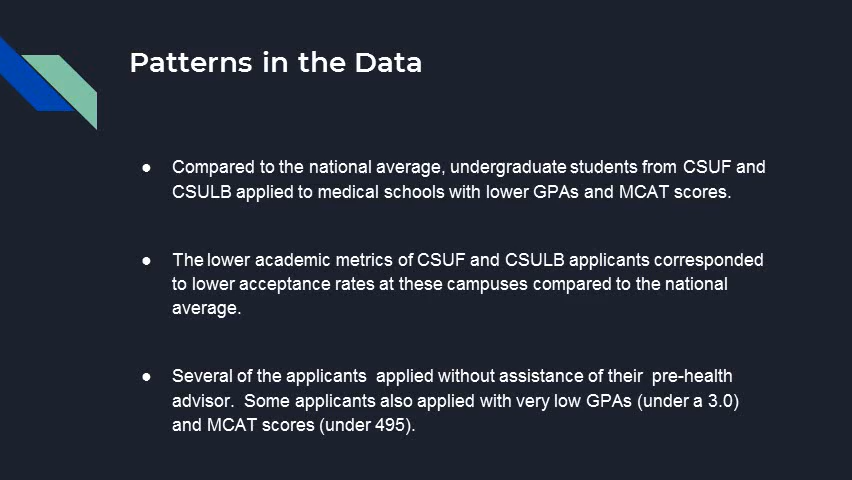 Patterns in the Data
● Compared to the national average, undergraduate students from CSUF and
CSULB applied to medical schools with lower GPAs and MCAT scores.
● The lower academic metrics of CSUF and CSULB applicants corresponded
to lower acceptance rates at these campuses compared to the national
average.
● Several of the applicants  applied without assistance of their  pre-health
advisor.  Some applicants also applied with very low GPAs (under a 3.0)
and MCAT scores (under 495).